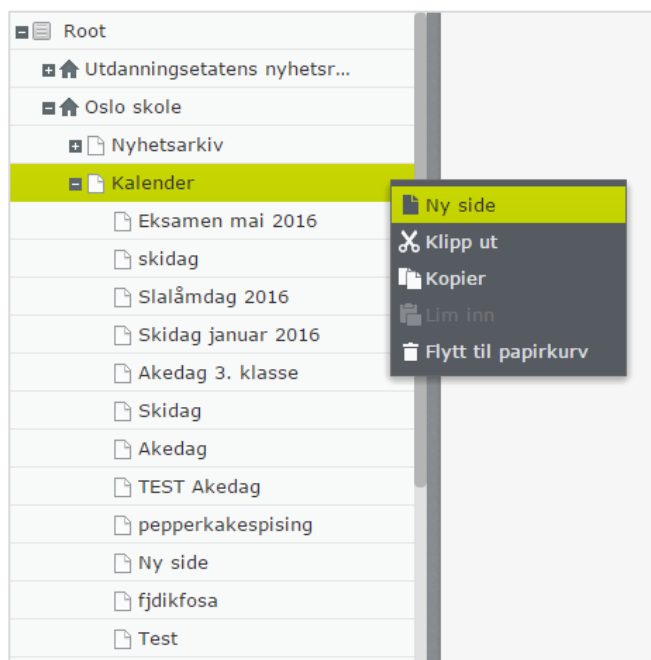 Root
Utdanningsetatens nyhetsr...
Oslo skole
Nyhetsarkiv
Kalender
Eksamen mai 2016
skidag
Slalåmdag 2016
Skidag januar 2016
Akedag 3. klasse
Skidag
Akedag
TEST Akedag
pepperkakespising
Ny side
fjdikfosa
Test
Ny side
Klipp ut
Kopier
Lim inn
Flytt til papirkurv